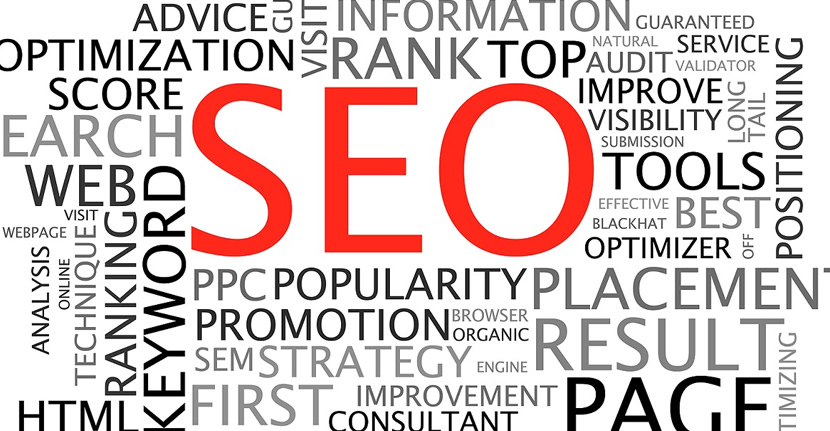 ADVICE
GU
VISIT
INFORMATION
GUARANTEED
OPTIMIZATION
RANK
TOP
NATURAL
SERVICE
AUDIT
VALIDATOR
SCORE
SEO
IMPROVE
LONG
TAIL
POSITIONING
EARCH
VISIBILITY
SUBMISSION
WEB
TOOLS
KEYWORD
VISIT
EFFECTIVE
BEST
WEBPAGE
BLACKHAT
OPTIMIZER
OFF
ANALYSIS
ONLINE
TECHNIQUE
RANKING
PPC
POPULARITY
PLACEMENT
PROMOTION
BROWSER
ORGANIC
RESULT
SEM
STRATEGY
ENGINE
TIMIZING
FIRST
IMPROVEMENT
PAGE
HTML
CONSULTANT